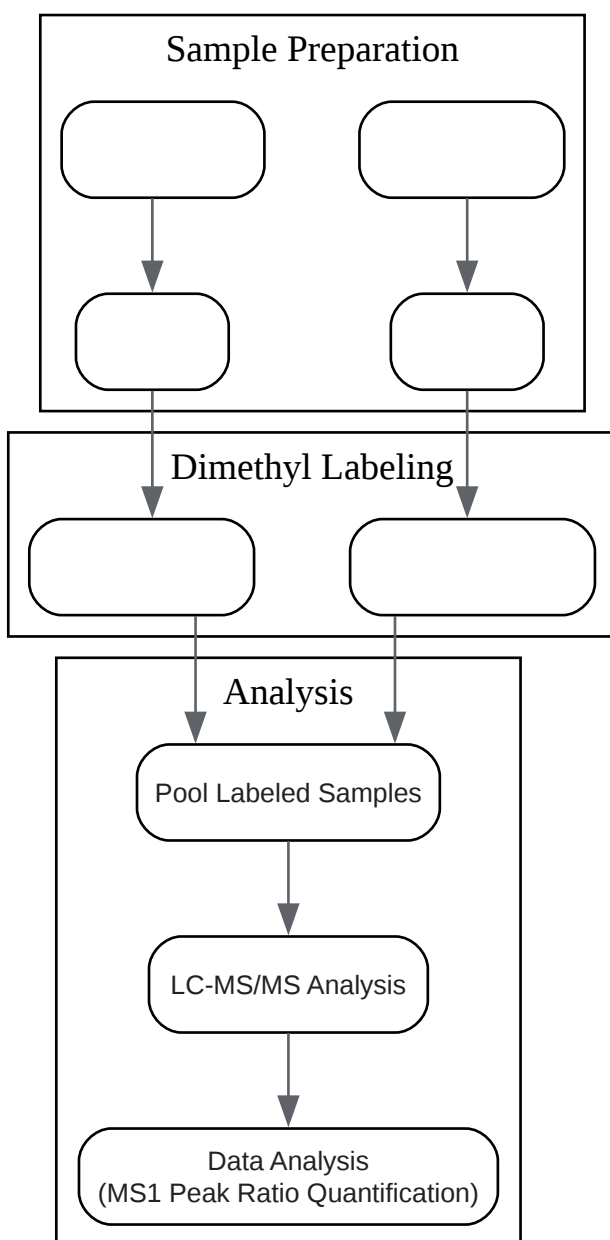 Sample Preparation
Dimethyl Labeling
Analysis
Pool Labeled Samples
LC-MS/MS Analysis
Data Analysis
(MS1 Peak Ratio Quantification)